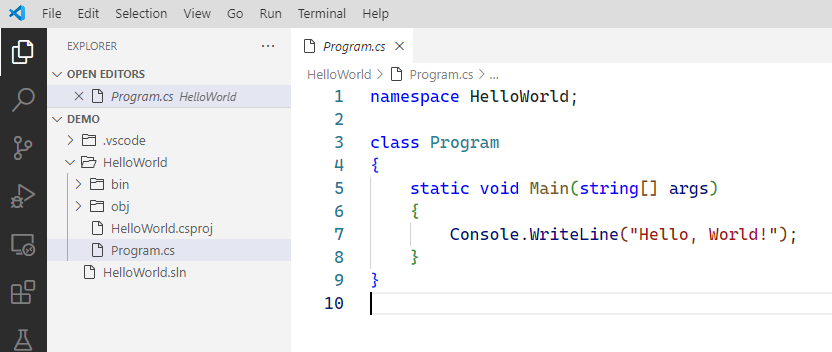 File Edit Selection View Go Run Terminal Help
EXPLORER ...
OPEN EDITORS
Program.cs HelloWorld
DEMO
.vscode
HelloWorld
bin
obj
HelloWorld.csproj
Program.cs
HelloWorld.sln
Program.cs
HelloWorld > Program.cs > ...
1 namespace HelloWorld;
2
3 class Program
4 {
5     static void Main(string[] args)
6     {
7         Console.WriteLine("Hello, World!");
8     }
9 }
10